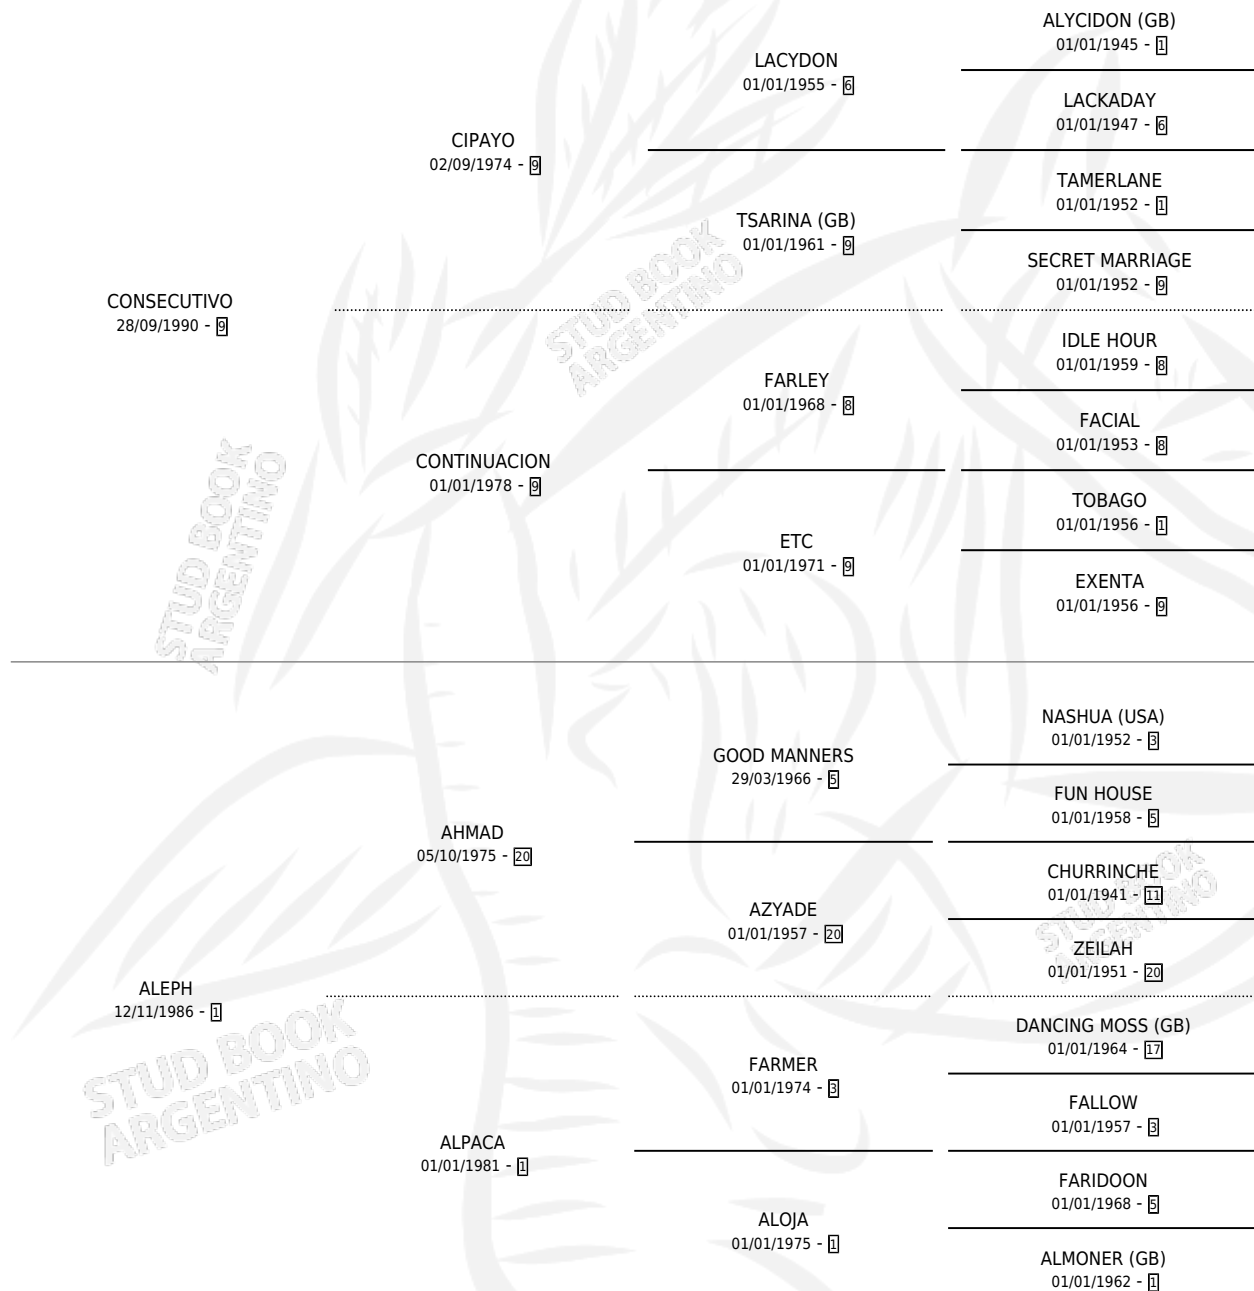 ALYCIDON (GB)
01/01/1945 - 1
LACYDON
01/01/1955 - 6
LACKADAY
01/01/1947 - 6
CIPAYO
02/09/1974 - 9
TAMERLANE
01/01/1952 - 1
TSARINA (GB)
01/01/1961 - 9
SECRET MARRIAGE
01/01/1952 - 9
CONSECUTIVO
28/09/1990 - 9
STUD BOOK
ARGENTINO
IDLE HOUR
01/01/1959 - 8
FARLEY
01/01/1968 - 8
FACIAL
01/01/1953 - 8
CONTINUACION
01/01/1978 - 9
TOBAGO
01/01/1956 - 1
ETC
01/01/1971 - 9
EXENTA
01/01/1956 - 9
STUD BOOK
ARGENTINO
NASHUA (USA)
01/01/1952 - 3
GOOD MANNERS
29/03/1966 - 5
FUN HOUSE
01/01/1958 - 5
AHMAD
05/10/1975 - 20
CHURRINCHE
01/01/1941 - 11
AZYADE
01/01/1957 - 20
STUD BOOK
ARGENTINO
ZEILAH
01/01/1951 - 20
ALEPH
12/11/1986 - 1
DANCING MOSS (GB)
01/01/1964 - 17
FARMER
01/01/1974 - 3
STUD BOOK
ARGENTINO
FALLOW
01/01/1957 - 3
ALPACA
01/01/1981 - 1
FARIDOON
01/01/1968 - 5
ALOJA
01/01/1975 - 1
ALMONER (GB)
01/01/1962 - 1